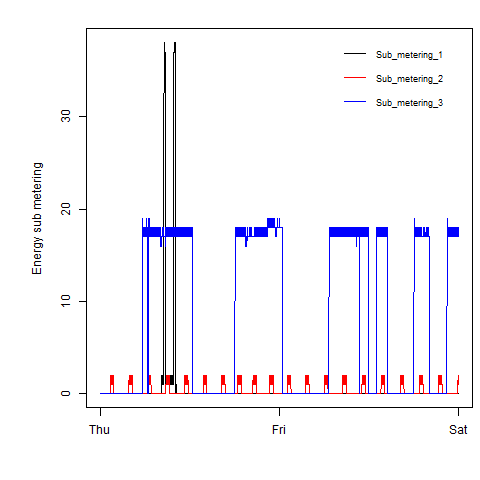 Sub_metering_1
Sub_metering_2
Sub_metering_3
Energy sub metering
30
20
10
0
Thu Fri Sat